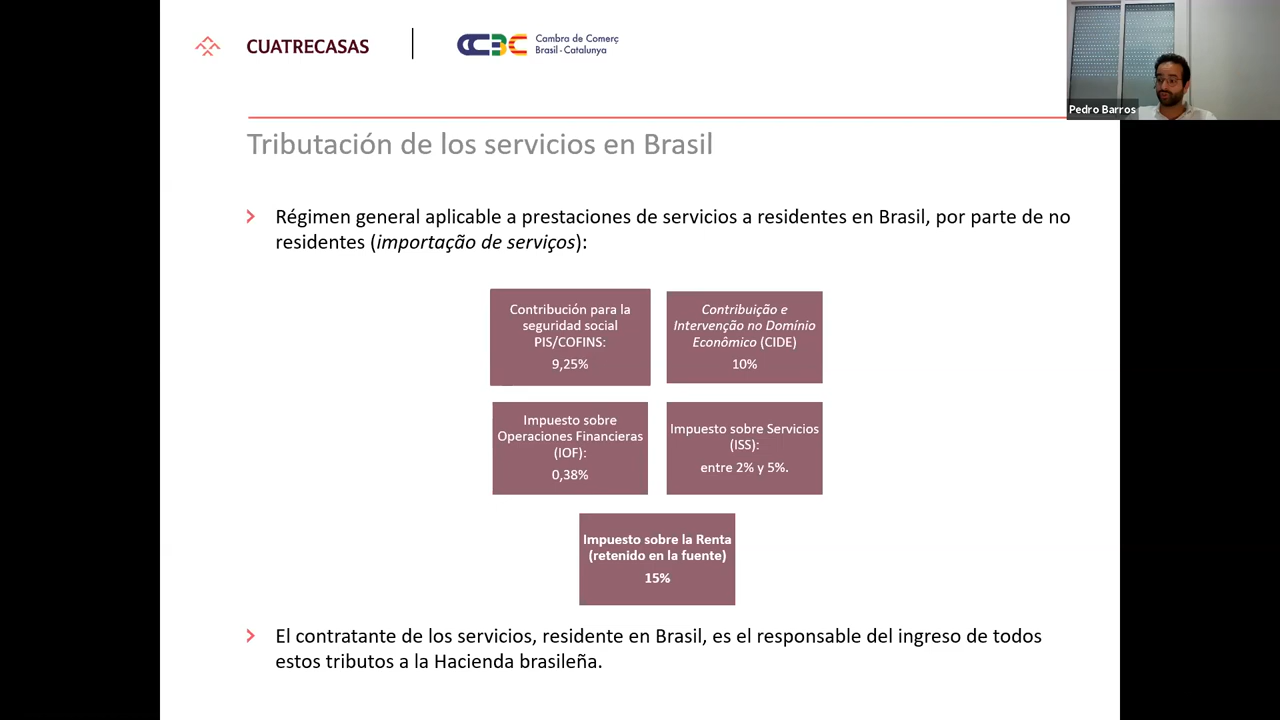 CUATRECASAS
CCBC
Cambra de Comerç
Brasil - Catalunya
Pedro Barros
Tributación de los servicios en Brasil
Régimen general aplicable a prestaciones de servicios a residentes en Brasil, por parte de no
residentes (importação de serviços):
Contribución para la
seguridad social
PIS/COFINS:
9,25%
Contribuição e
Intervenção no Domínio
Econômico (CIDE)
10%
Impuesto sobre
Operaciones Financieras
(IOF):
0,38%
Impuesto sobre Servicios
(ISS):
entre 2% y 5%.
Impuesto sobre la Renta
(retenido en la fuente)
15%
El contratante de los servicios, residente en Brasil, es el responsable del ingreso de todos
estos tributos a la Hacienda brasileña.